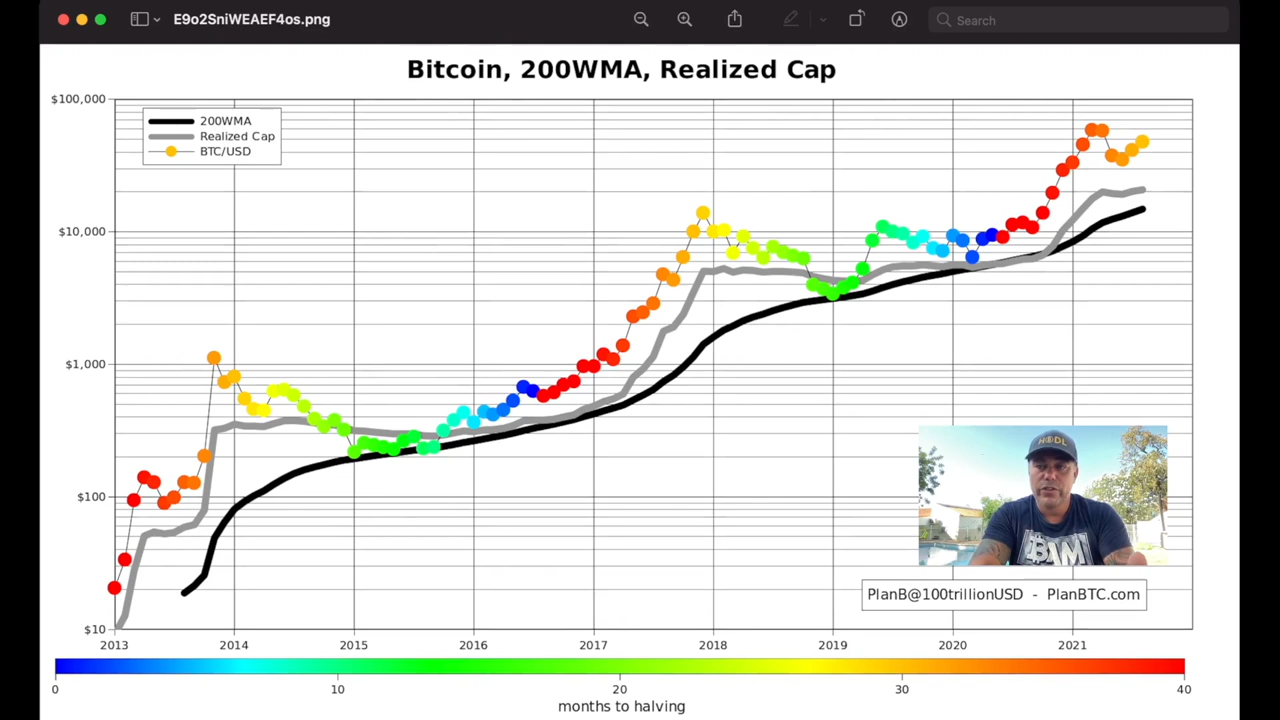 E9o2SniWEAEF4os.png
Search
Bitcoin, 200WMA, Realized Cap
$100,000
$10,000
$1,000
$100
$10
200WMA
Realized Cap
BTC/USD
HODL
BAM
PlanB@100trillionUSD - PlanBTC.com
2013 2014 2015 2016 2017 2018 2019 2020 2021
0 10 20 30 40
months to halving